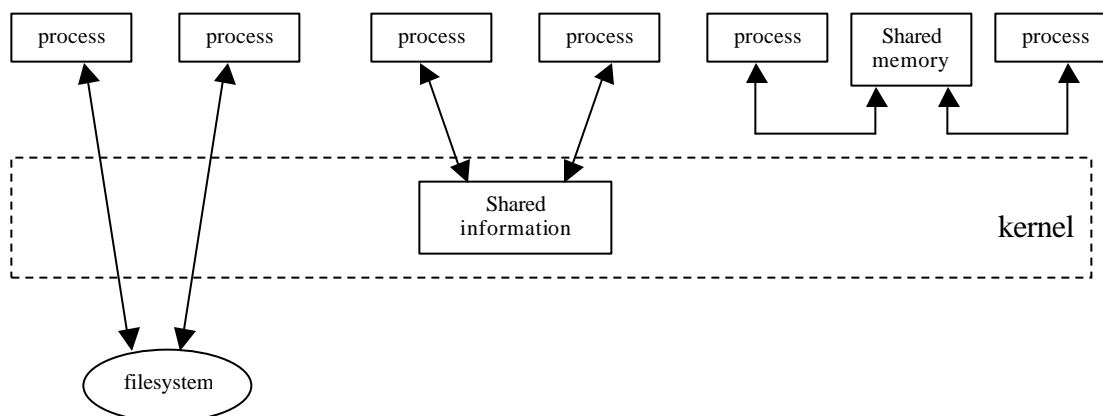 process
process
process
process
process
Shared
memory
process
Shared
information
kernel
filesystem